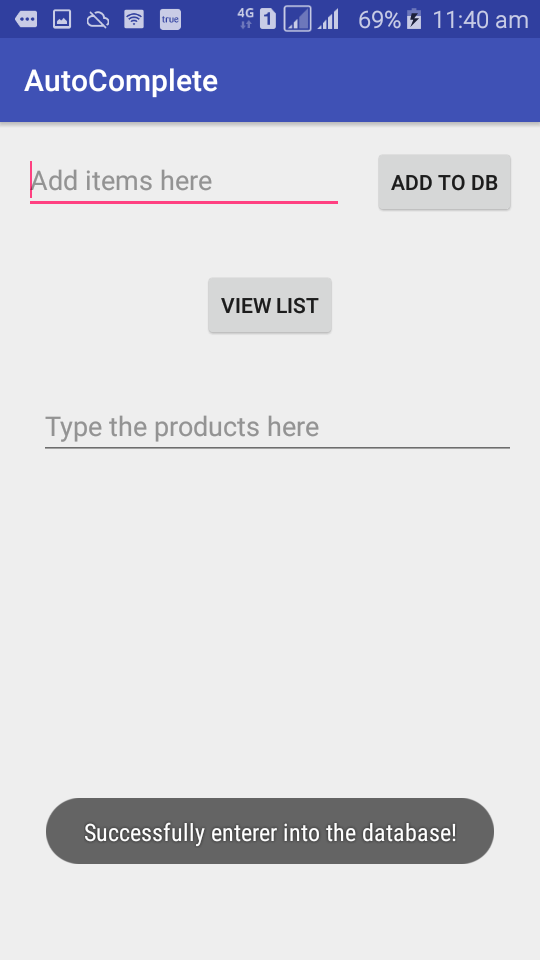 4G 1 69% 11:40 am
true
AutoComplete
Add items here
ADD TO DB
VIEW LIST
Type the products here
Successfully enterer into the database!